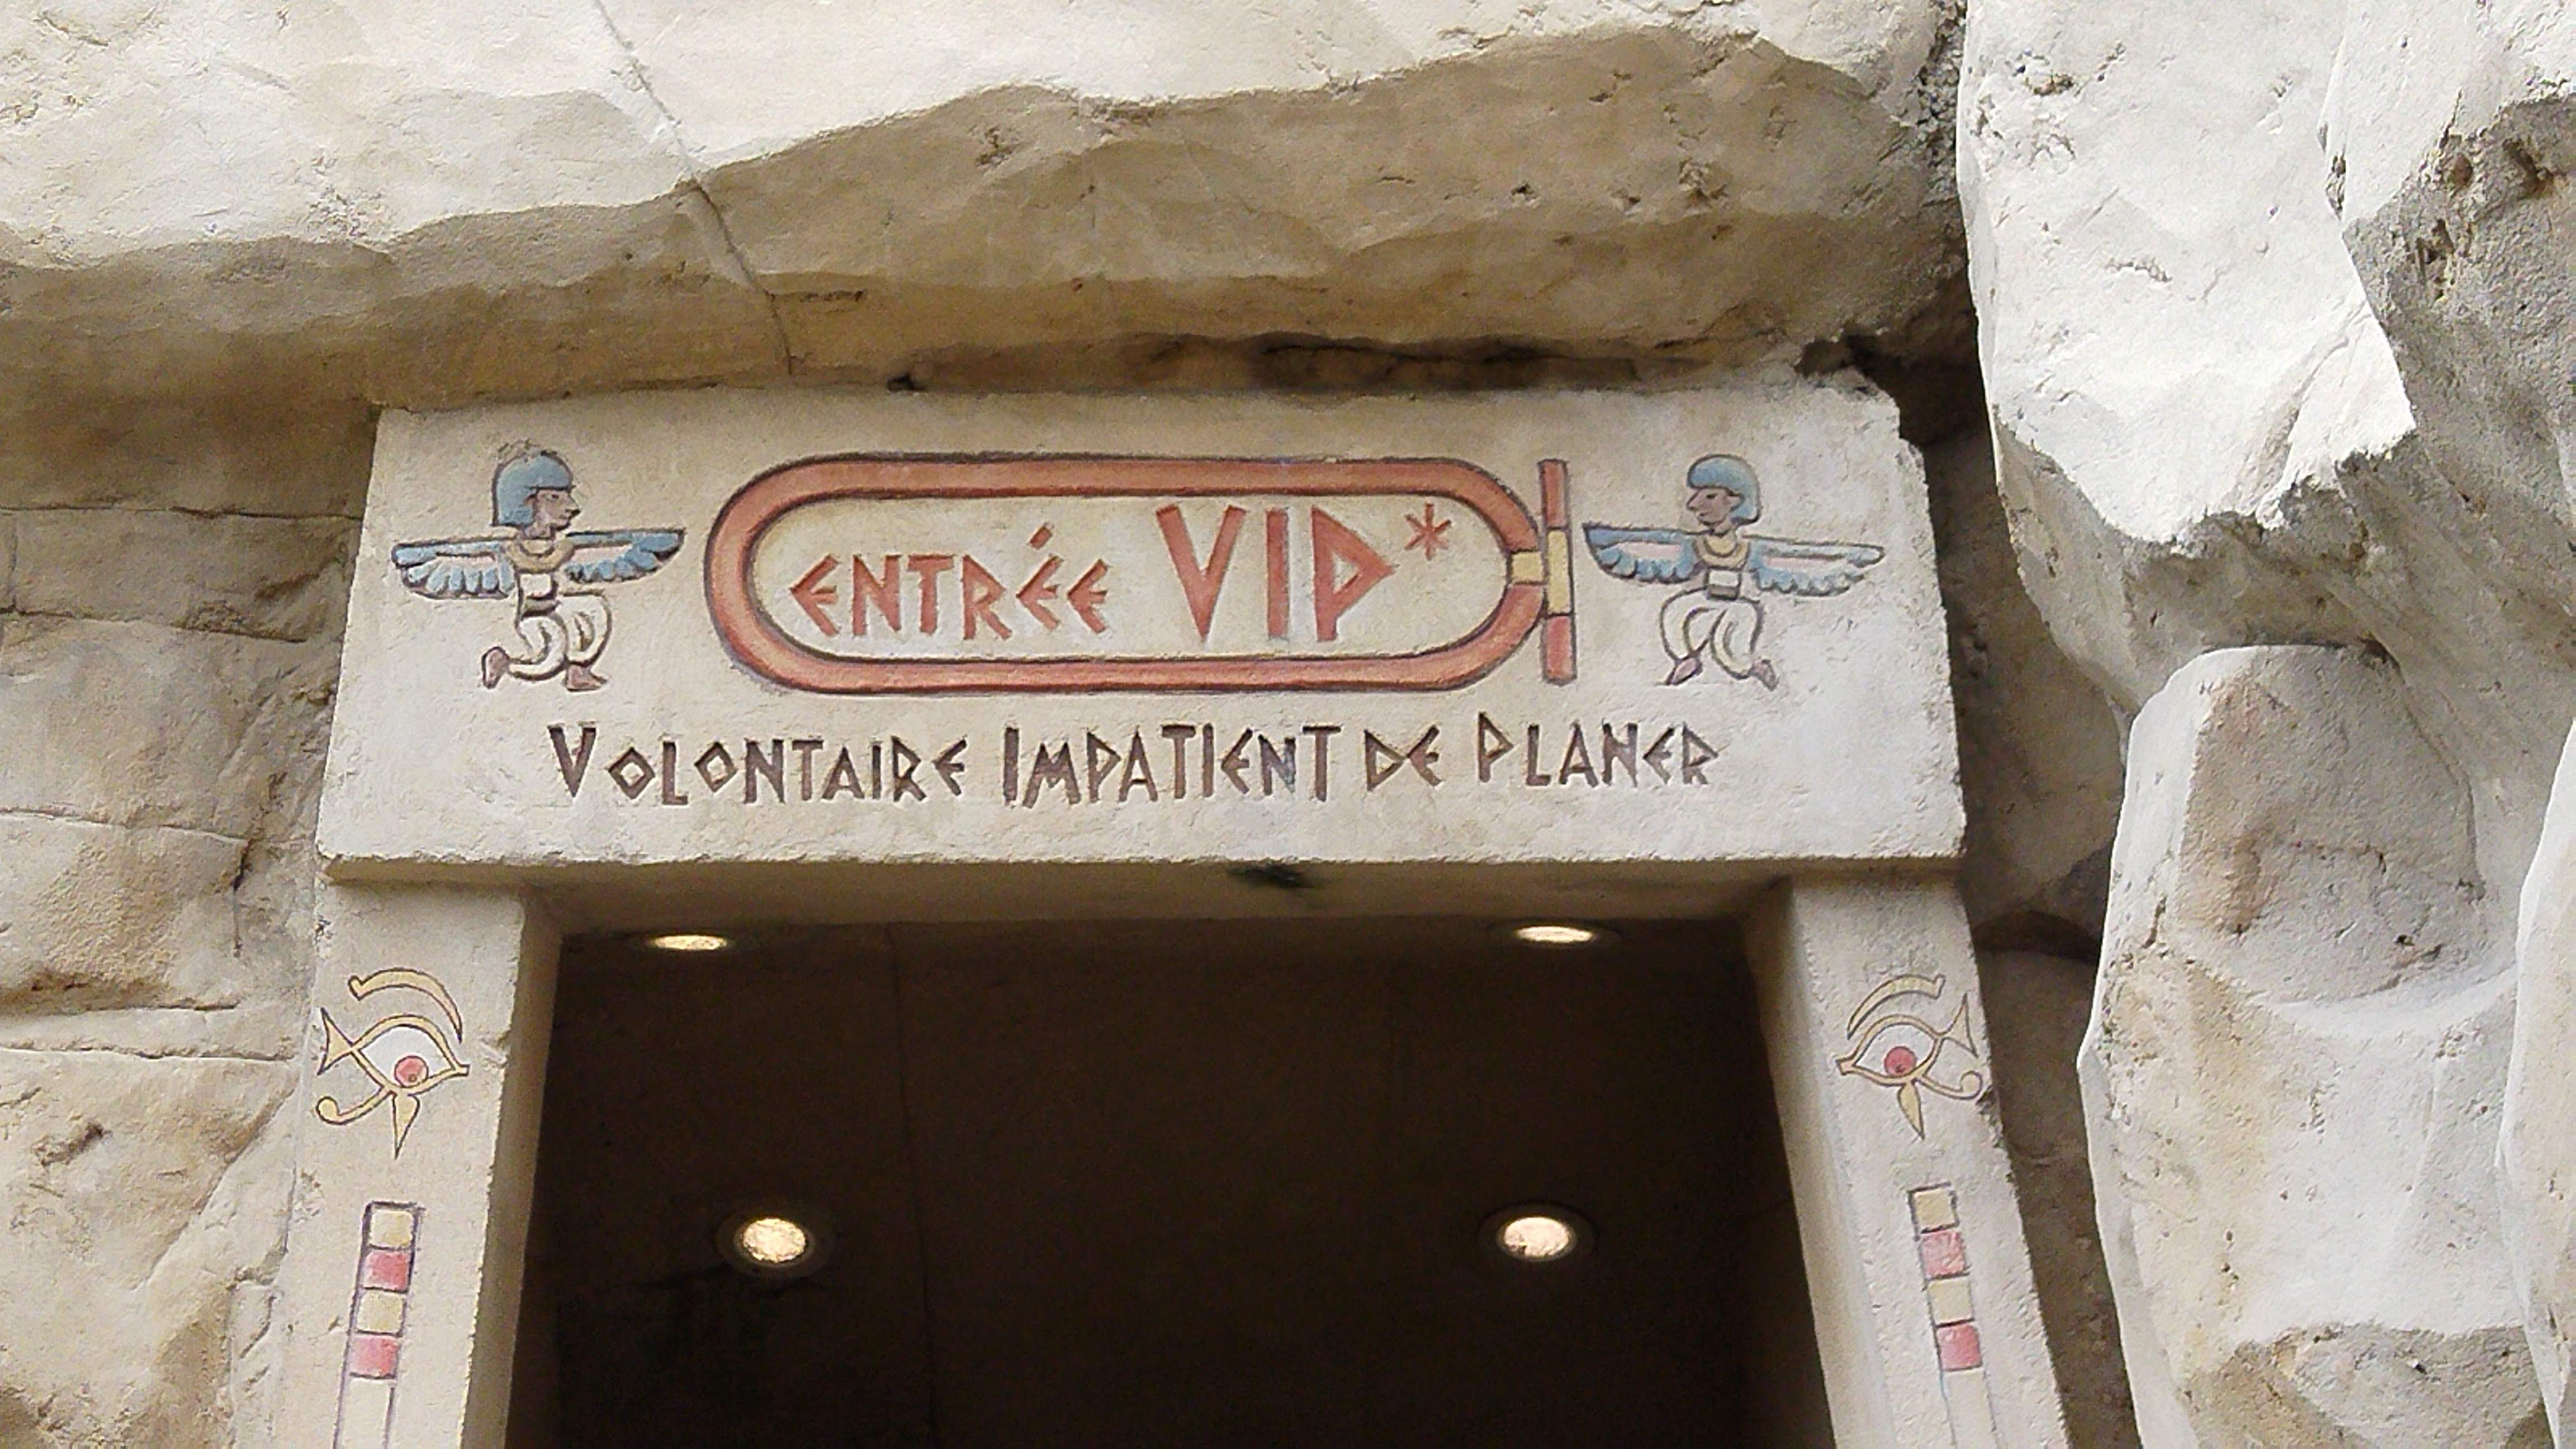 ENTRÉE VIP*
VOLONTAIRE IMPATIENT DE PLANER